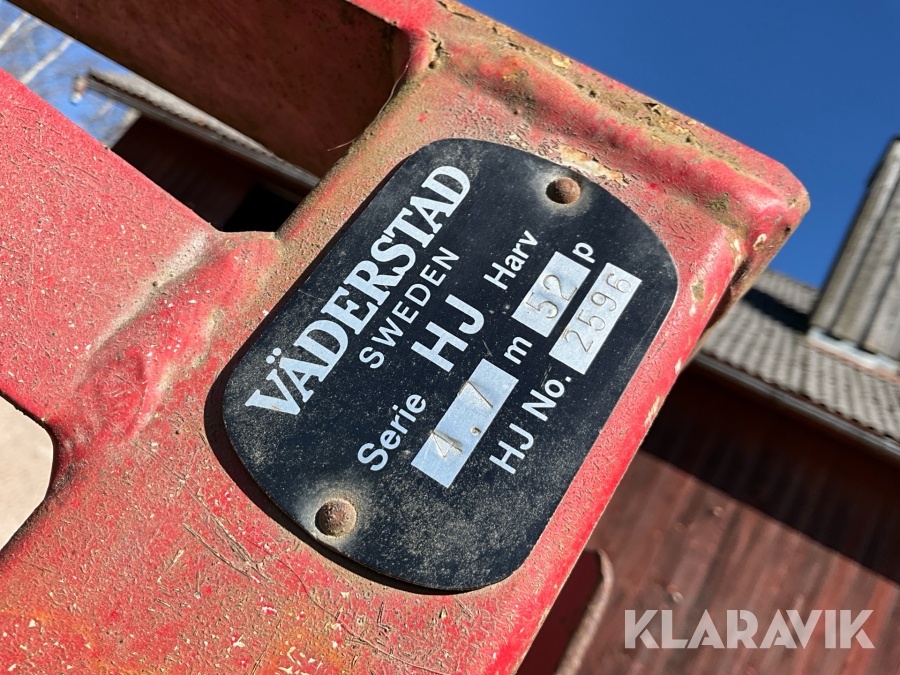 VÄDERSTAD
SWEDEN
Serie HJ Harv
4.7 m 52 p
HJ No. 2596
KLARAVIK